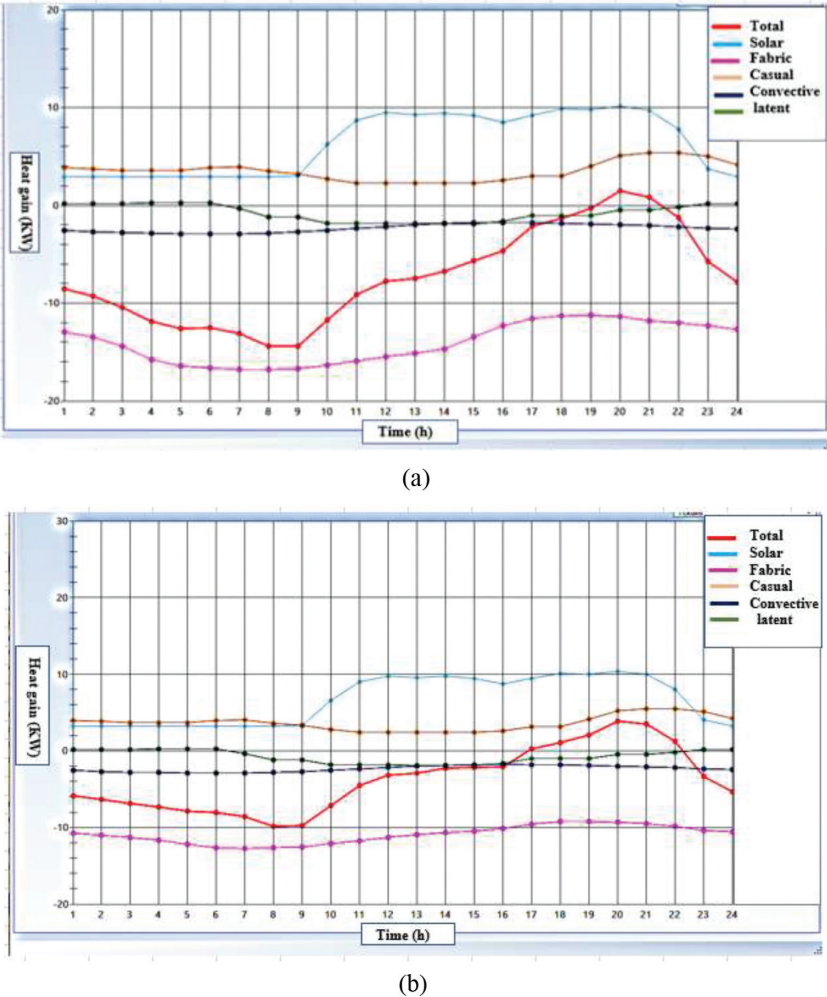 20
10
0
-10
-20
Heat gain (KW)
Total
Solar
Fabric
Casual
Convective
latent
1 2 3 4 5 6 7 8 9 10 11 12 13 14 15 16 17 18 19 20 21 22 23 24
Time (h)
(a)
30
20
10
0
-10
-20
Heat gain (KW)
Total
Solar
Fabric
Casual
Convective
latent
1 2 3 4 5 6 7 8 9 10 11 12 13 14 15 16 17 18 19 20 21 22 23 24
Time (h)
(b)